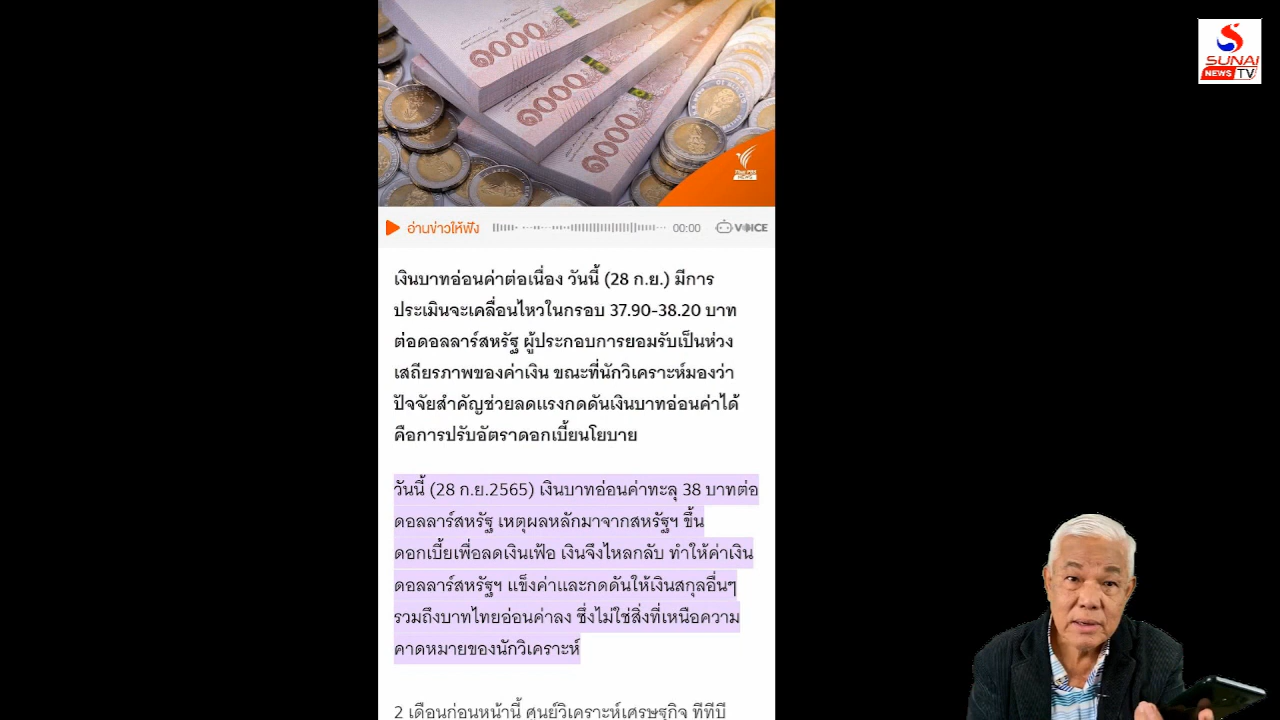 SUNAI
NEWS TV
๑๐๐๐
๑๐๐๐
๑๐๐๐
Thai PBS
NEWS
อ่านข่าวให้ฟัง
00:00
VOICE
เงินบาทอ่อนค่าต่อเนื่อง วันนี้ (28 ก.ย.) มีการ
ประเมินจะเคลื่อนไหวในกรอบ 37.90-38.20 บาท
ต่อดอลลาร์สหรัฐ ผู้ประกอบการยอมรับเป็นห่วง
เสถียรภาพของค่าเงิน ขณะที่นักวิเคราะห์มองว่า
ปัจจัยสำคัญช่วยลดแรงกดดันเงินบาทอ่อนค่าได้
คือการปรับอัตราดอกเบี้ยนโยบาย
วันนี้ (28 ก.ย.2565) เงินบาทอ่อนค่าทะลุ 38 บาทต่อ
ดอลลาร์สหรัฐ เหตุผลหลักมาจากสหรัฐฯ ขึ้น
ดอกเบี้ยเพื่อลดเงินเฟ้อ เงินจึงไหลกลับ ทำให้ค่าเงิน
ดอลลาร์สหรัฐฯ แข็งค่าและกดดันให้เงินสกุลอื่นๆ
รวมถึงบาทไทยอ่อนค่าลง ซึ่งไม่ใช่สิ่งที่เหนือความ
คาดหมายของนักวิเคราะห์
2 เดือนก่อนหน้านี้ ศูนย์วิเคราะห์เศรษฐกิจ ทีทีบี